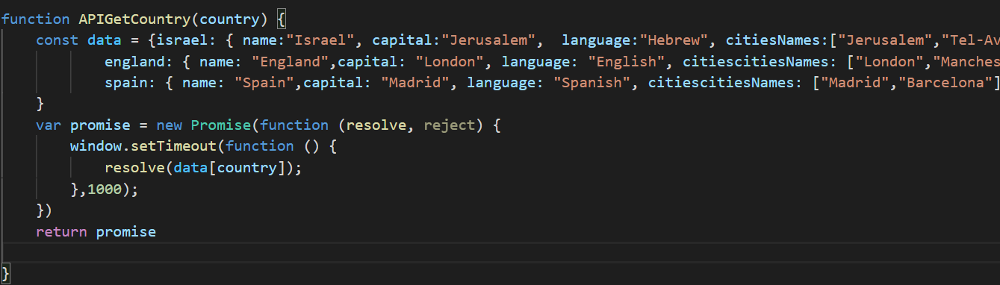 function APIGetCountry(country) {
    const data = {israel: { name:"Israel", capital:"Jerusalem",  language:"Hebrew", citiesNames:["Jerusalem","Tel-Av
            england: { name: "England",capital: "London", language: "English", citiescitiesNames: ["London","Manches
            spain: { name: "Spain",capital: "Madrid", language: "Spanish", citiescitiesNames: ["Madrid","Barcelona"]
    }
    var promise = new Promise(function (resolve, reject) {
        window.setTimeout(function () {
            resolve(data[country]);
        },1000);
    })
    return promise
}